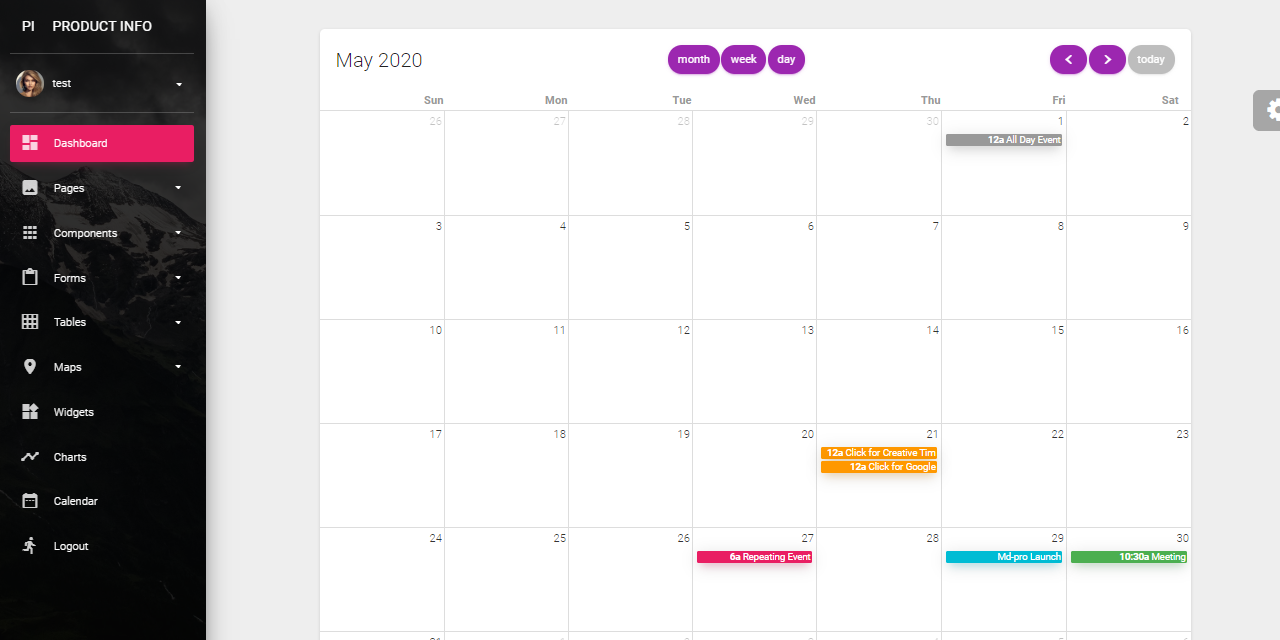 PI PRODUCT INFO
test
Dashboard
Pages
Components
Forms
Tables
Maps
Widgets
Charts
Calendar
Logout
May 2020
month week day
today
Sun Mon Tue Wed Thu Fri Sat
26 27 28 29 30 1 2
12a All Day Event
3 4 5 6 7 8 9
10 11 12 13 14 15 16
17 18 19 20 21 22 23
12a Click for Creative Tim
12a Click for Google
24 25 26 27 28 29 30
6a Repeating Event Md-pro Launch 10:30a Meeting